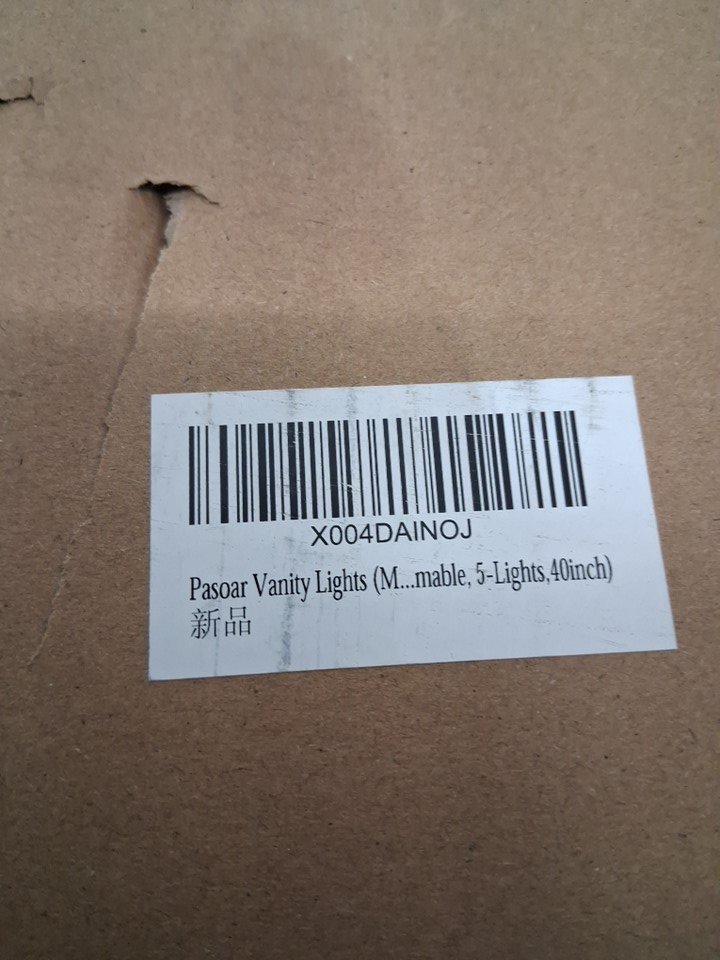 X004DAINOJ
Pasoar Vanity Lights (M...mable, 5-Lights,40inch)
新品